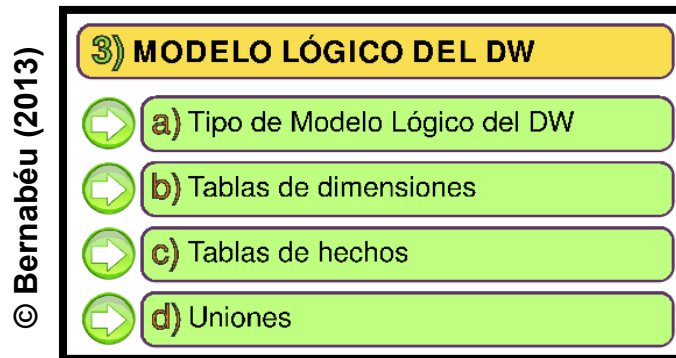 © Bernabéu (2013)
3) MODELO LÓGICO DEL DW
a) Tipo de Modelo Lógico del DW
b) Tablas de dimensiones
c) Tablas de hechos
d) Uniones